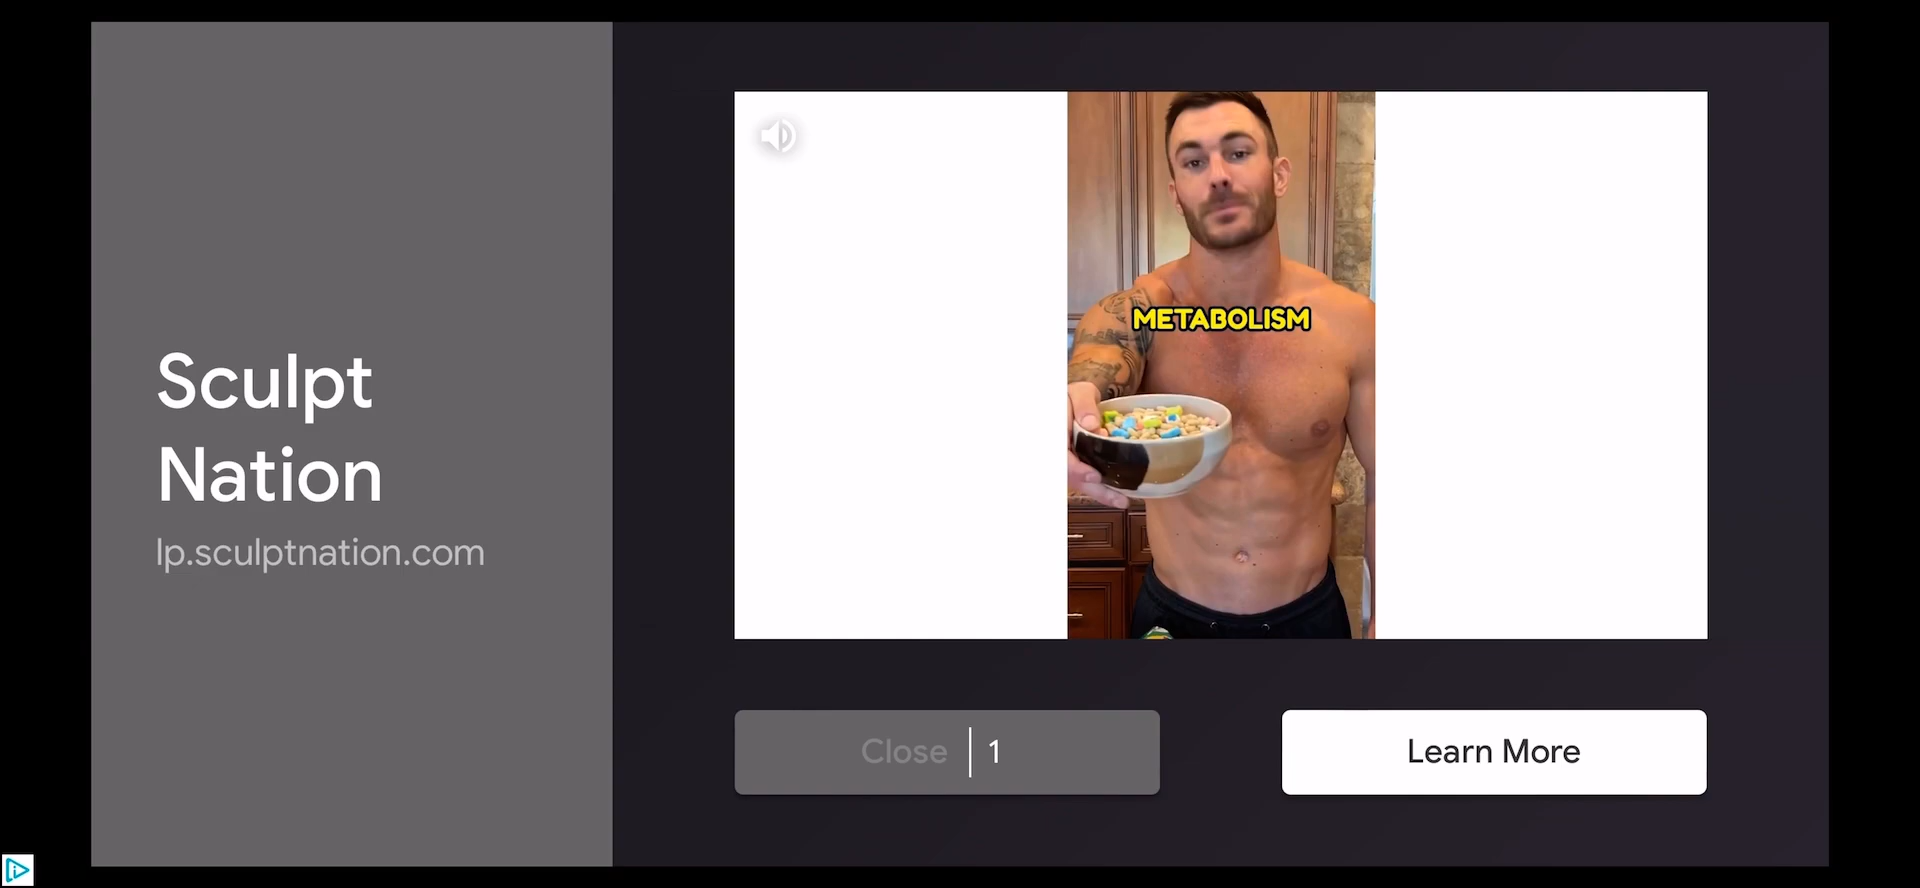 Sculpt
Nation
lp.sculptnation.com
METABOLISM
Close | 1
Learn More